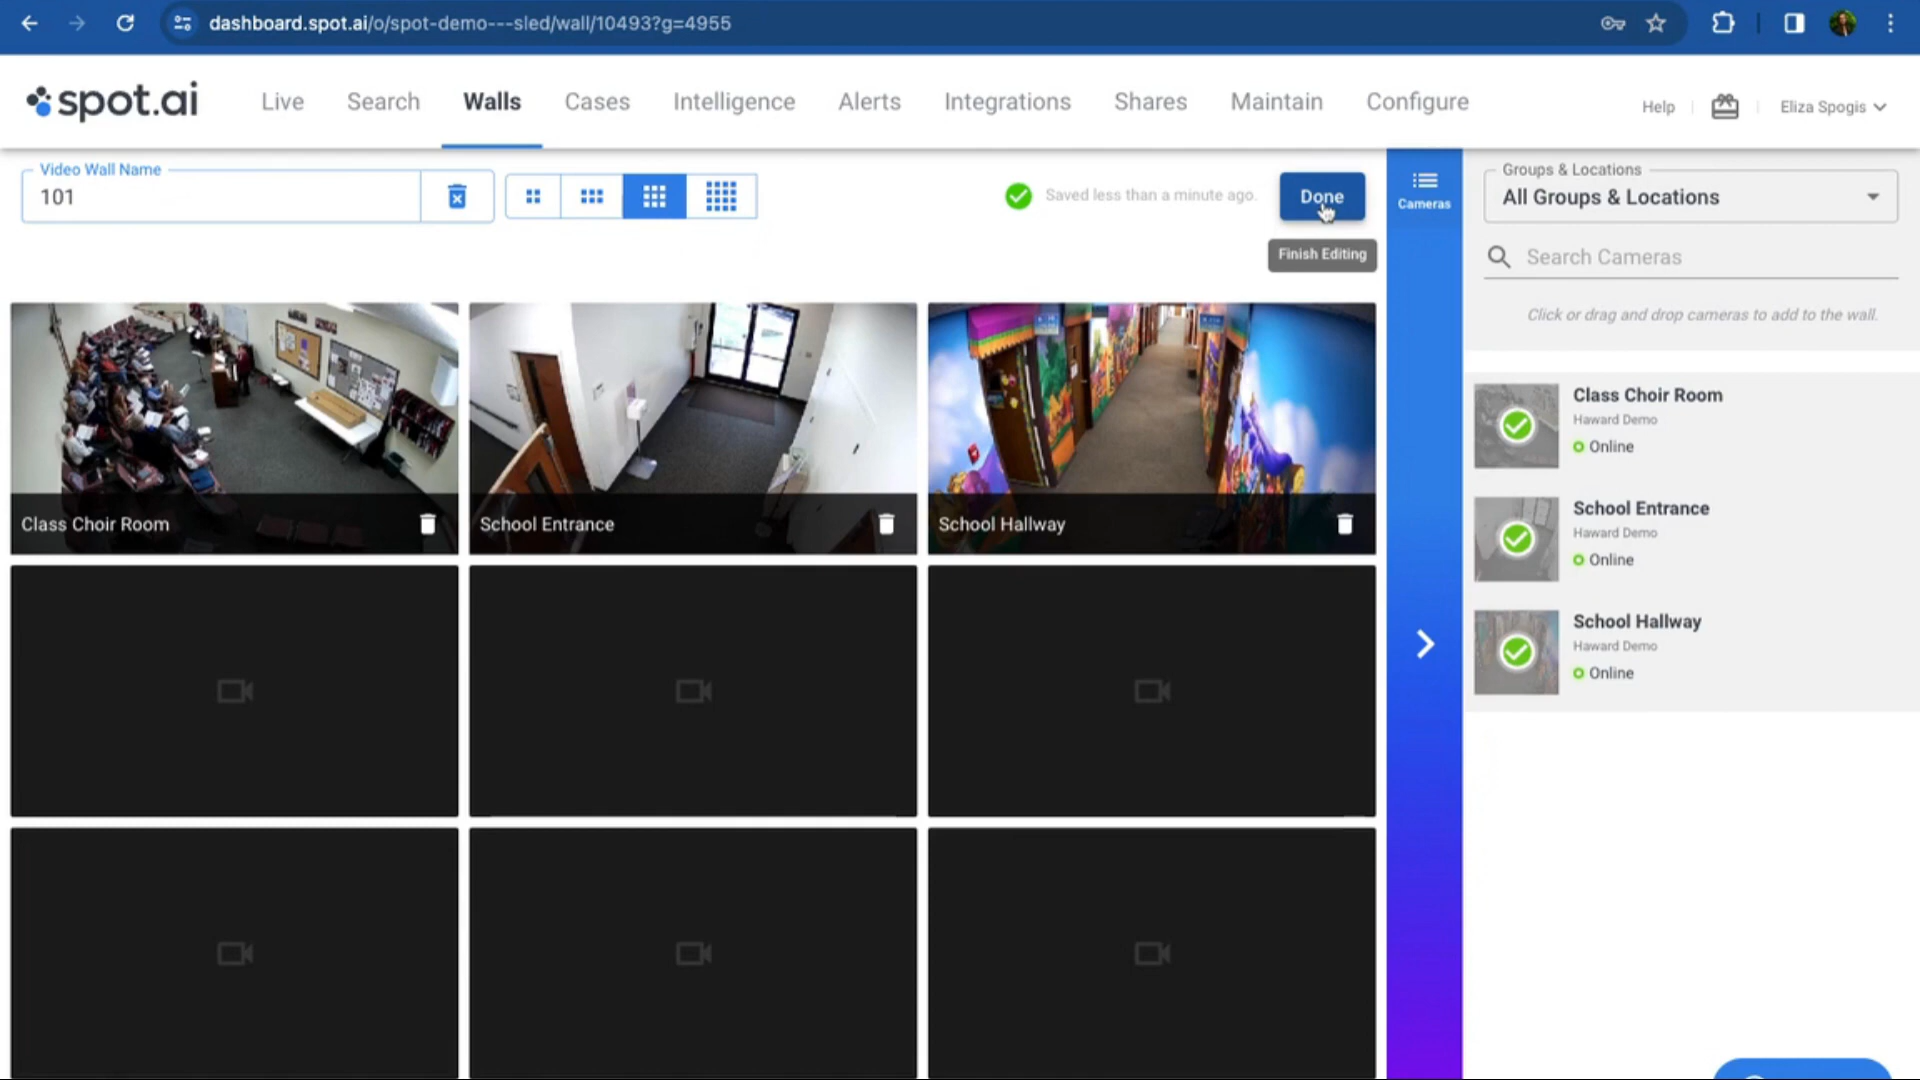 dashboard.spot.ai/o/spot-demo---sled/wall/10493?g=4955
spot.ai
Live
Search
Walls
Cases
Intelligence
Alerts
Integrations
Shares
Maintain
Configure
Help
Eliza Spogis
Video Wall Name
101
Saved less than a minute ago.
Done
Finish Editing
Cameras
Groups & Locations
All Groups & Locations
Search Cameras
Click or drag and drop cameras to add to the wall.
Class Choir Room
School Entrance
School Hallway
Class Choir Room
Haward Demo
Online
School Entrance
Haward Demo
Online
School Hallway
Haward Demo
Online